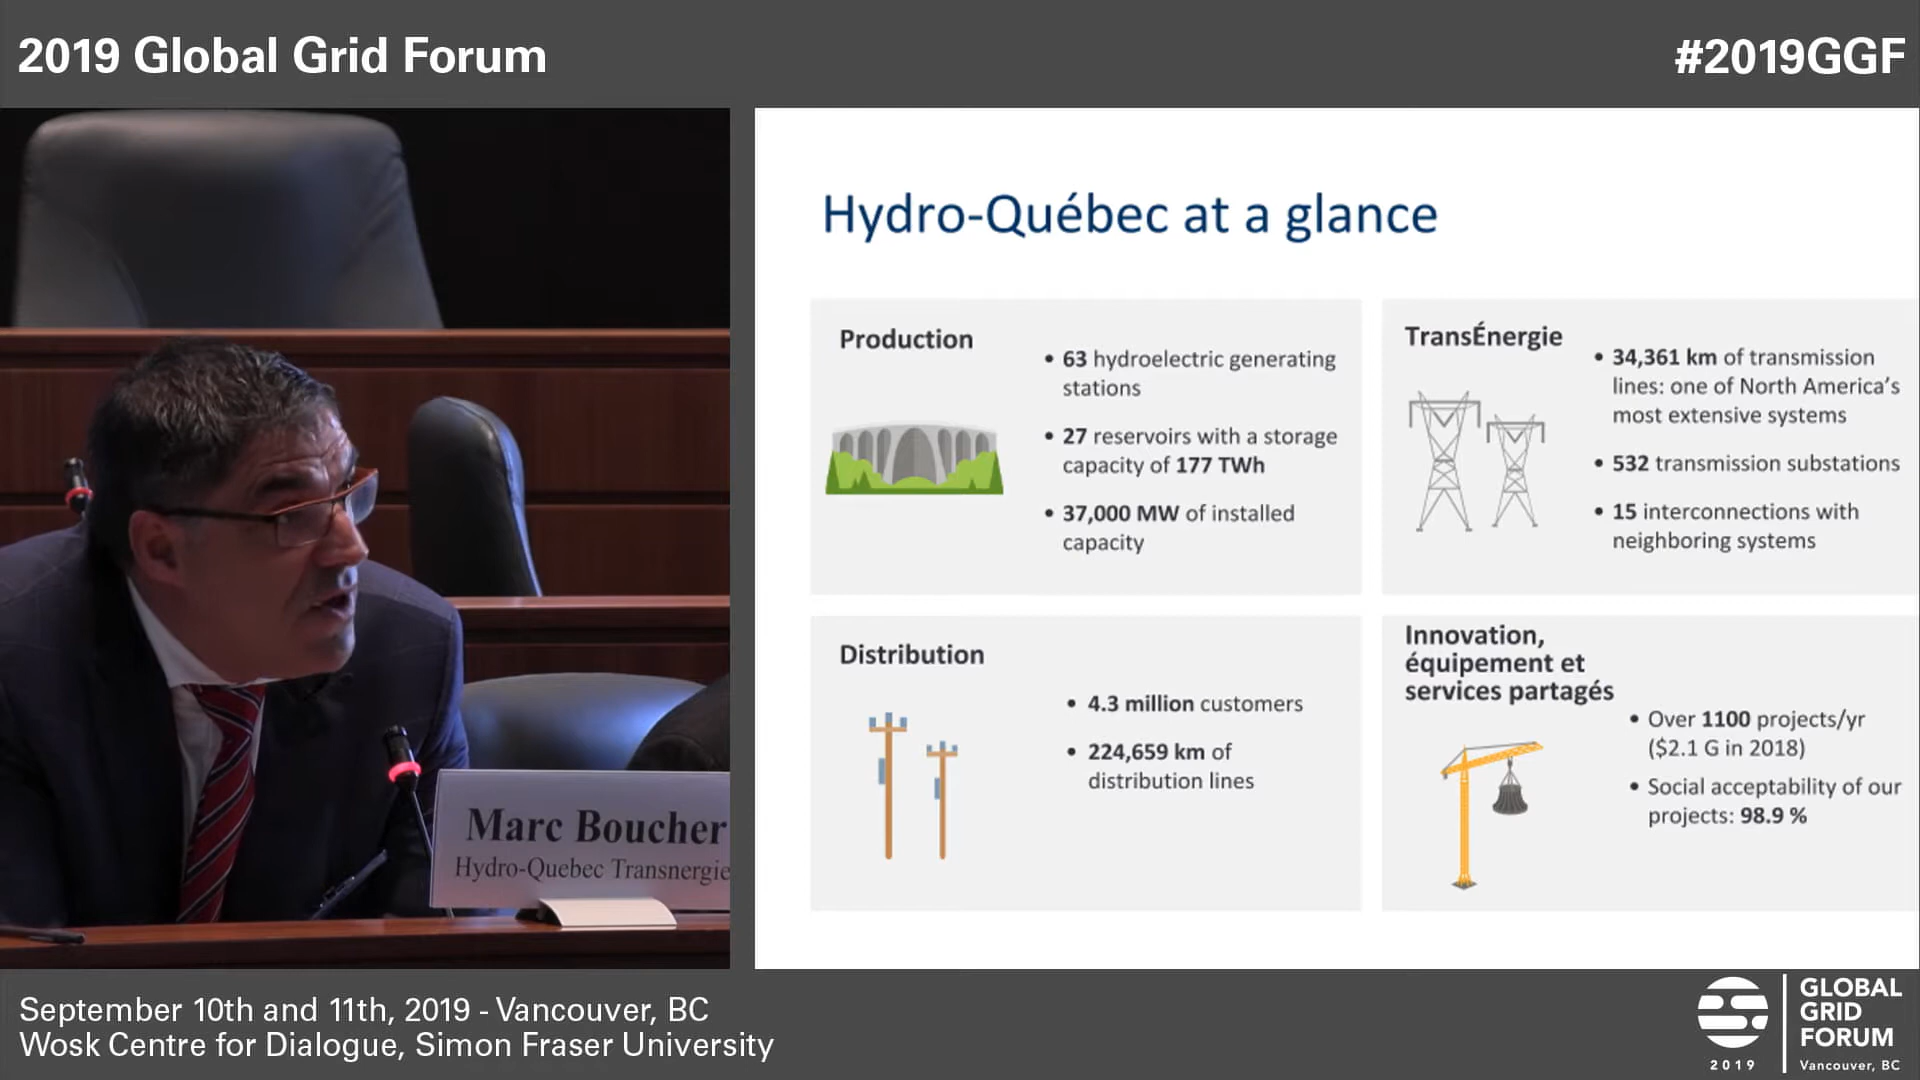 2019 Global Grid Forum
#2019GGF
Marc Boucher
Hydro-Quebec Transnergie
Hydro-Québec at a glance
Production
• 63 hydroelectric generating
stations
• 27 reservoirs with a storage
capacity of 177 TWh
• 37,000 MW of installed
capacity
TransÉnergie
• 34,361 km of transmission
lines: one of North America's
most extensive systems
• 532 transmission substations
• 15 interconnections with
neighboring systems
Distribution
• 4.3 million customers
• 224,659 km of
distribution lines
Innovation,
équipement et
services partagés
• Over 1100 projects/yr
($2.1 G in 2018)
• Social acceptability of our
projects: 98.9 %
September 10th and 11th, 2019 - Vancouver, BC
Wosk Centre for Dialogue, Simon Fraser University
2019
GLOBAL
GRID
FORUM
Vancouver, BC